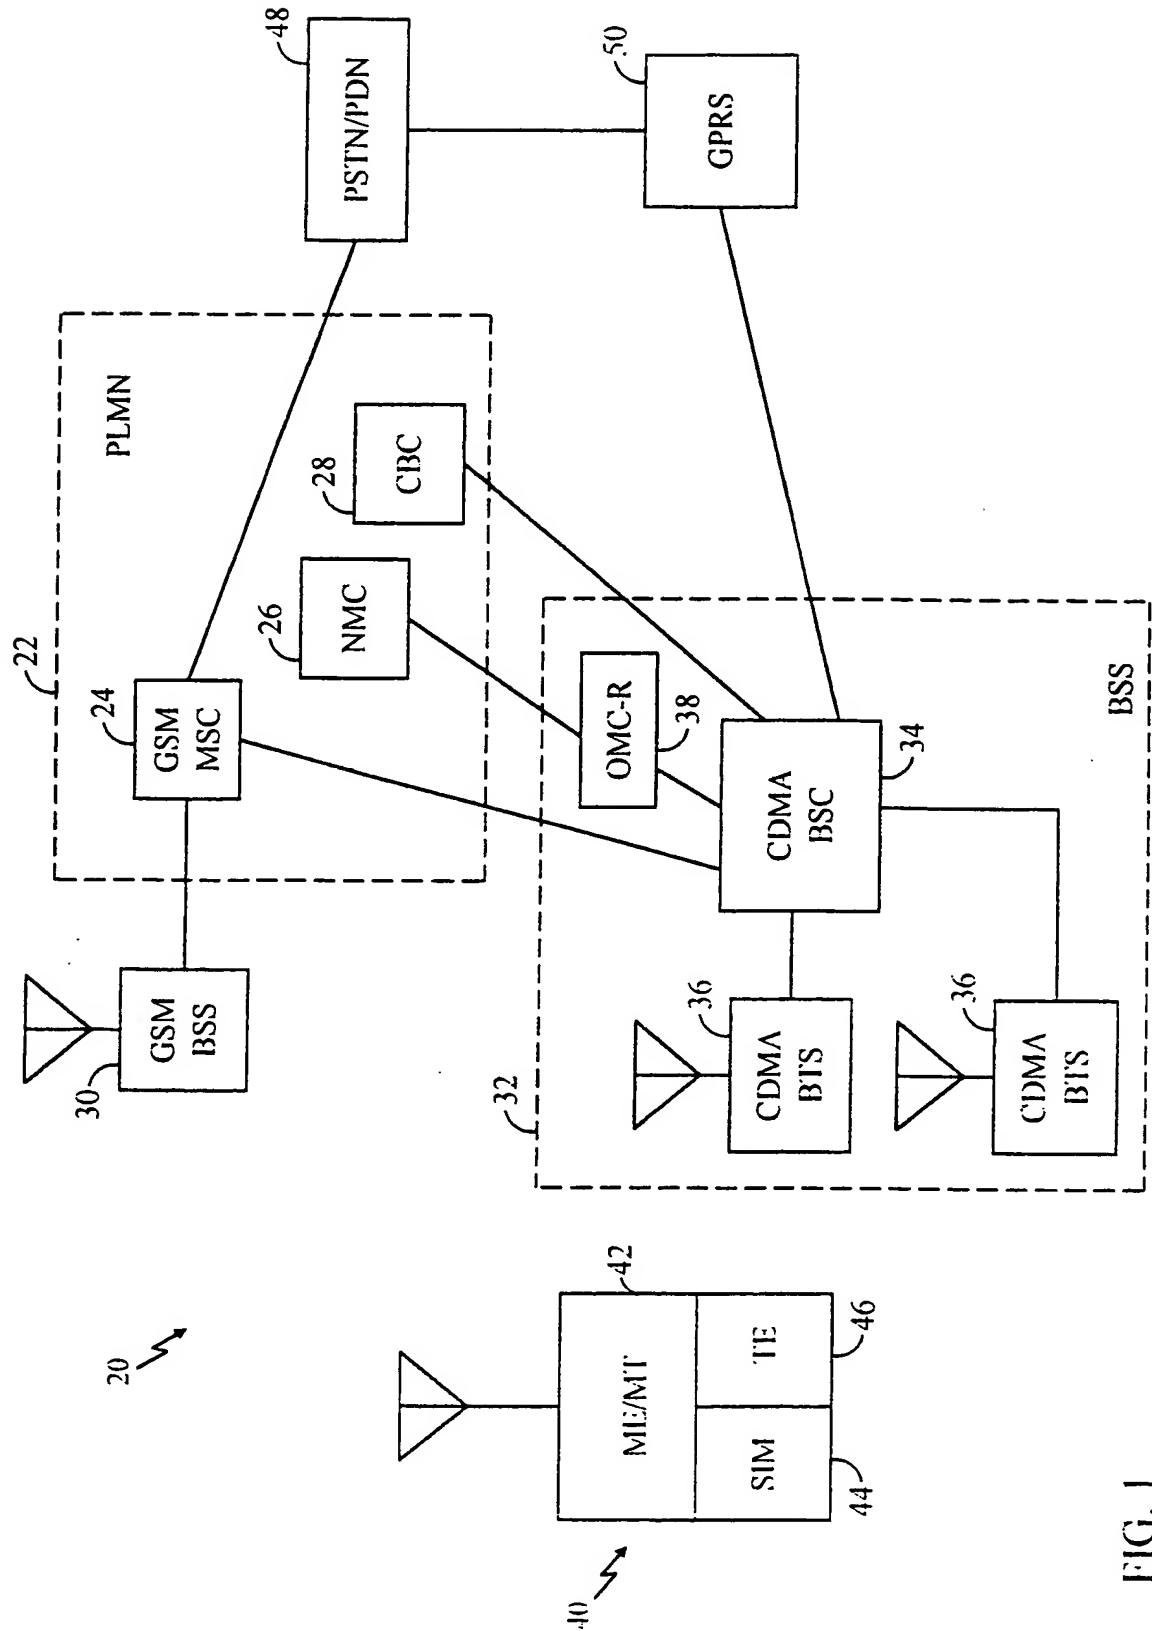 22
30
24
20
PLMN
GSM
BSS
GSM
MSC
26
48
28
NMC
PSTN/PDN
CBC
32
40
50
42
OMC-R
ME/MT
38
36
GPRS
SIM
TE
CDMA
BTS
CDMA
BSC
44
46
34
36
CDMA
BTS
BSS
FIG. 1